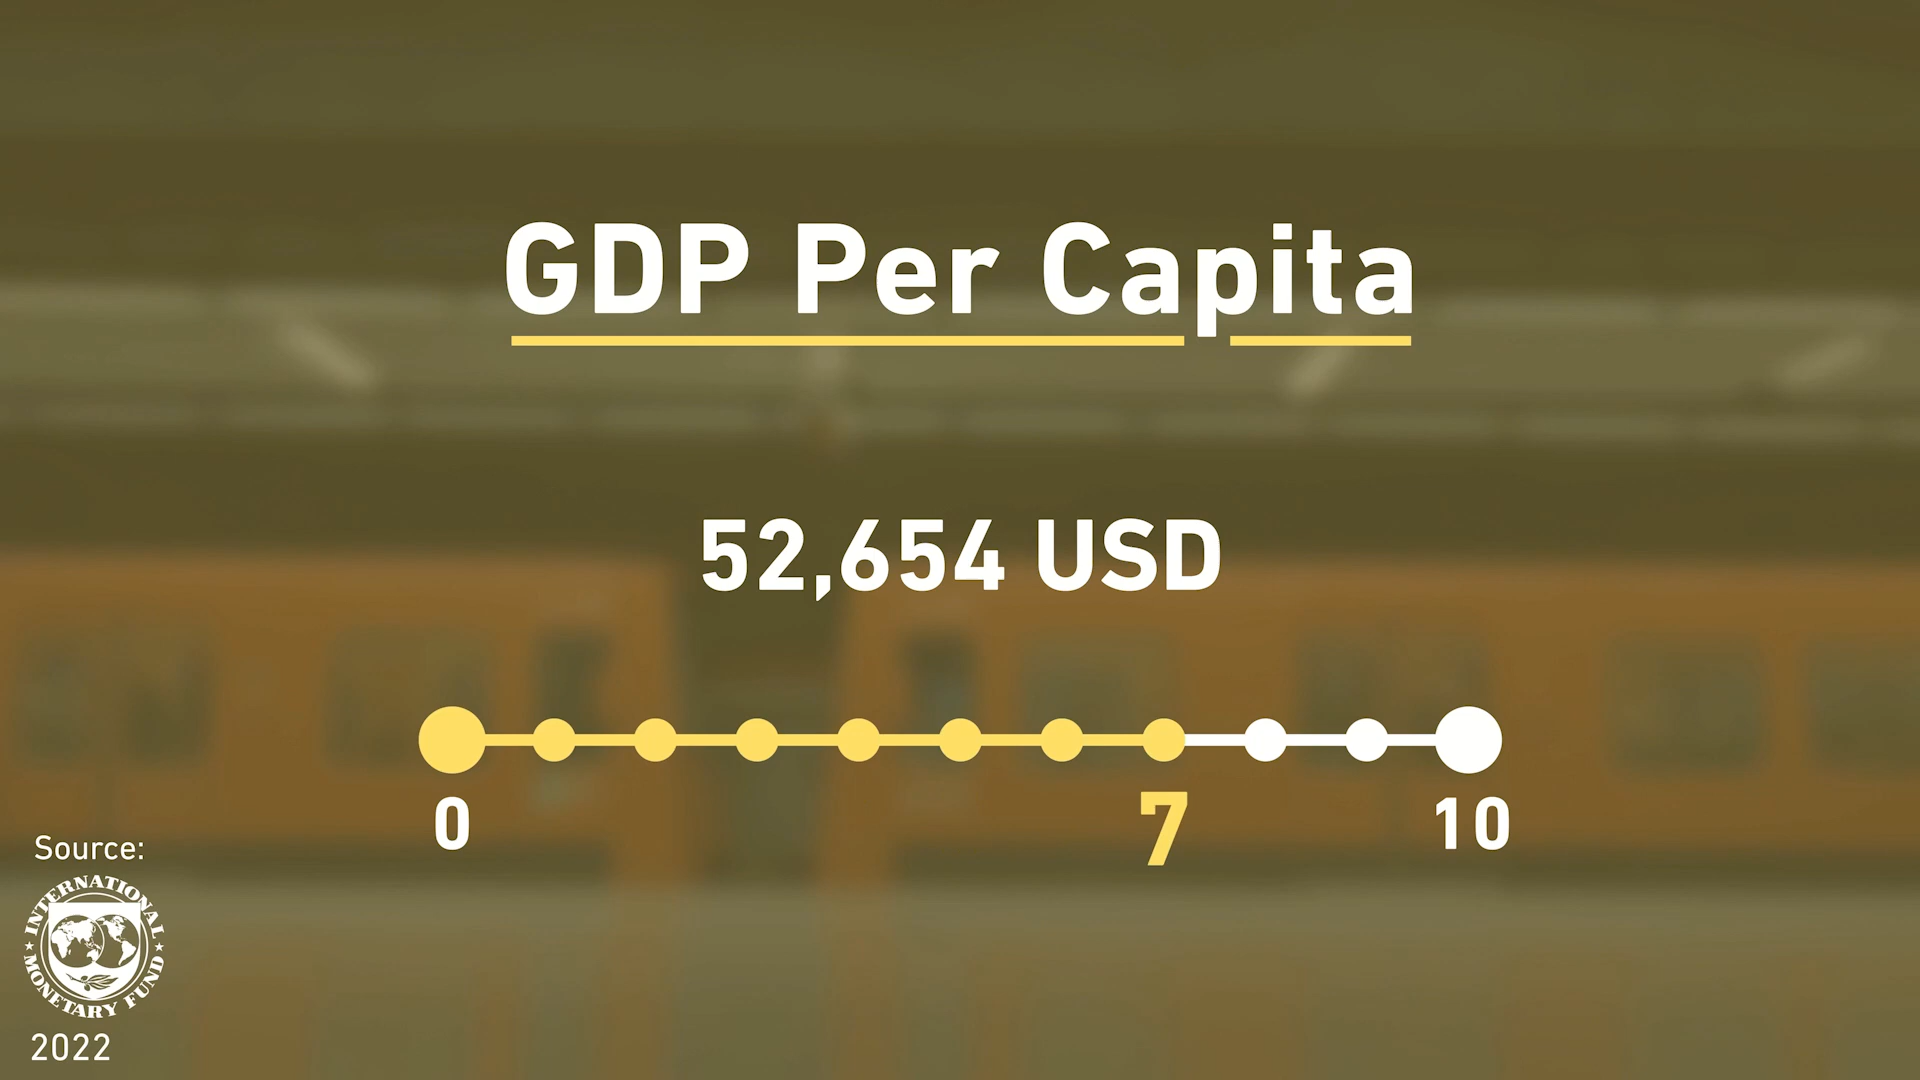 GDP Per Capita
52,654 USD
0
7
10
Source:
INTERNATIONAL MONETARY FUND
2022